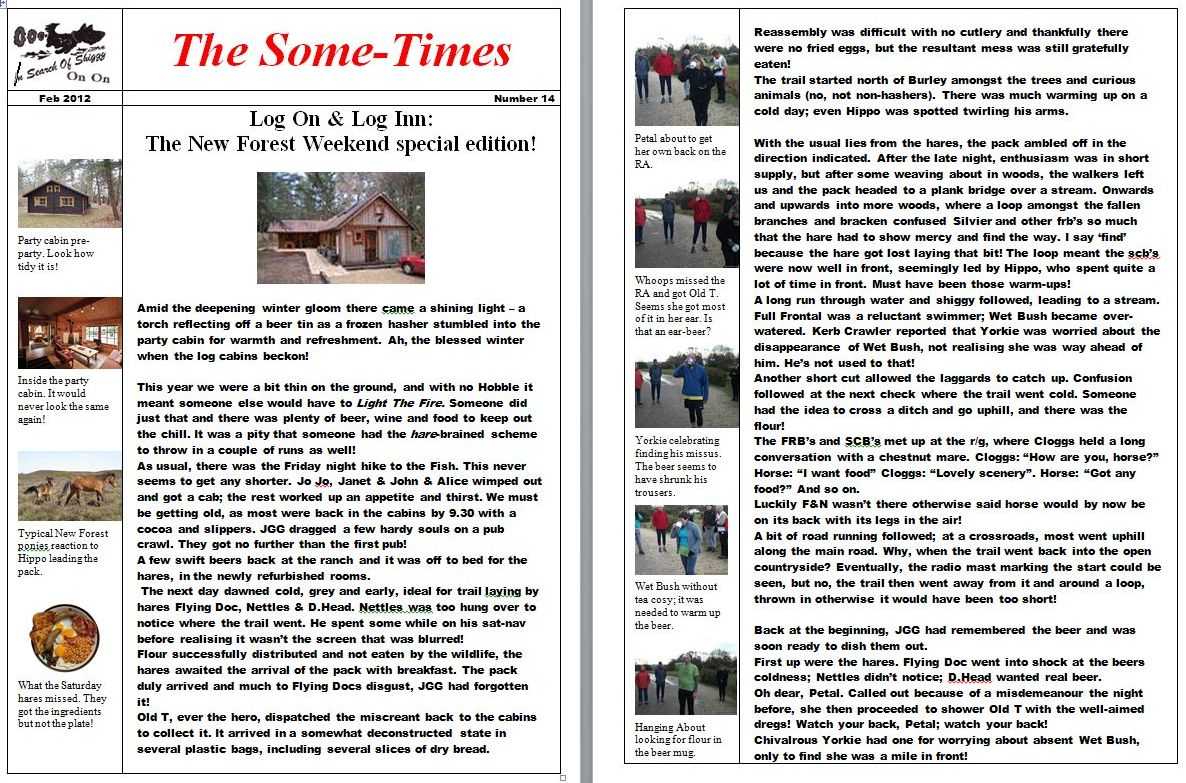 In Search Of Shiggy
On On
The Some-Times
Feb 2012
Number 14
Log On & Log Inn:
The New Forest Weekend special edition!
Party cabin pre-
party. Look how
tidy it is!
Inside the party
cabin. It would
never look the same
again!
Typical New Forest
ponies reaction to
Hippo leading the
pack.
What the Saturday
hares missed. They
got the ingredients
but not the plate!
Amid the deepening winter gloom there came a shining light – a
torch reflecting off a beer tin as a frozen hasher stumbled into the
party cabin for warmth and refreshment. Ah, the blessed winter
when the log cabins beckon!
This year we were a bit thin on the ground, and with no Hobble it
meant someone else would have to Light The Fire. Someone did
just that and there was plenty of beer, wine and food to keep out
the chill. It was a pity that someone had the hare-brained scheme
to throw in a couple of runs as well!
As usual, there was the Friday night hike to the Fish. This never
seems to get any shorter. Jo Jo, Janet & John & Alice wimped out
and got a cab; the rest worked up an appetite and thirst. We must
be getting old, as most were back in the cabins by 9.30 with a
cocoa and slippers. JGG dragged a few hardy souls on a pub
crawl. They got no further than the first pub!
A few swift beers back at the ranch and it was off to bed for the
hares, in the newly refurbished rooms.
The next day dawned cold, grey and early, ideal for trail laying by
hares Flying Doc, Nettles & D.Head. Nettles was too hung over to
notice where the trail went. He spent some while on his sat-nav
before realising it wasn't the screen that was blurred!
Flour successfully distributed and not eaten by the wildlife, the
hares awaited the arrival of the pack with breakfast. The pack
duly arrived and much to Flying Docs disgust, JGG had forgotten
it!
Old T, ever the hero, dispatched the miscreant back to the cabins
to collect it. It arrived in a somewhat deconstructed state in
several plastic bags, including several slices of dry bread.
Petal about to get
her own back on the
RA.
Whoops missed the
RA and got Old T.
Seems she got most
of it in her ear. Is
that an ear-beer?
Yorkie celebrating
finding his missus.
The beer seems to
have shrunk his
trousers.
Wet Bush without
tea cosy; it was
needed to warm up
the beer.
Hanging About
looking for flour in
the beer mug.
Reassembly was difficult with no cutlery and thankfully there
were no fried eggs, but the resultant mess was still gratefully
eaten!
The trail started north of Burley amongst the trees and curious
animals (no, not non-hashers). There was much warming up on a
cold day; even Hippo was spotted twirling his arms.
With the usual lies from the hares, the pack ambled off in the
direction indicated. After the late night, enthusiasm was in short
supply, but after some weaving about in woods, the walkers left
us and the pack headed to a plank bridge over a stream. Onwards
and upwards into more woods, where a loop amongst the fallen
branches and bracken confused Silvier and other frb's so much
that the hare had to show mercy and find the way. I say 'find'
because the hare got lost laying that bit! The loop meant the scb's
were now well in front, seemingly led by Hippo, who spent quite a
lot of time in front. Must have been those warm-ups!
A long run through water and shiggy followed, leading to a stream.
Full Frontal was a reluctant swimmer; Wet Bush became over-
watered. Kerb Crawler reported that Yorkie was worried about the
disappearance of Wet Bush, not realising she was way ahead of
him. He's not used to that!
Another short cut allowed the laggards to catch up. Confusion
followed at the next check where the trail went cold. Someone
had the idea to cross a ditch and go uphill, and there was the
flour!
The FRB's and SCB's met up at the r/g, where Cloggs held a long
conversation with a chestnut mare. Cloggs: "How are you, horse?"
Horse: "I want food" Cloggs: "Lovely scenery". Horse: "Got any
food?" And so on.
Luckily F&N wasn't there otherwise said horse would by now be
on its back with its legs in the air!
A bit of road running followed; at a crossroads, most went uphill
along the main road. Why, when the trail went back into the open
countryside? Eventually, the radio mast marking the start could be
seen, but no, the trail then went away from it and around a loop,
thrown in otherwise it would have been too short!
Back at the beginning, JGG had remembered the beer and was
soon ready to dish them out.
First up were the hares. Flying Doc went into shock at the beers
coldness; Nettles didn't notice; D.Head wanted real beer.
Oh dear, Petal. Called out because of a misdemeanour the night
before, she then proceeded to shower Old T with the well-aimed
dregs! Watch your back, Petal; watch your back!
Chivalrous Yorkie had one for worrying about absent Wet Bush,
only to find she was a mile in front!